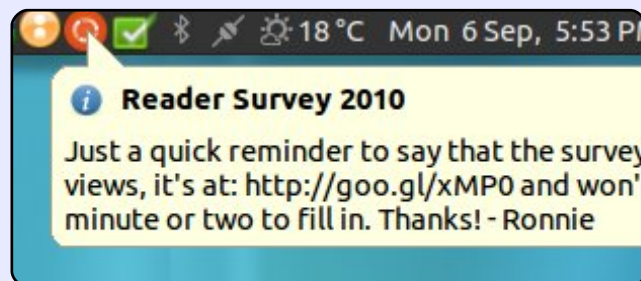 18 °C Mon 6 Sep, 5:53 PM
Reader Survey 2010
Just a quick reminder to say that the survey
views, it's at: http://goo.gl/xMP0 and won'
minute or two to fill in. Thanks! - Ronnie